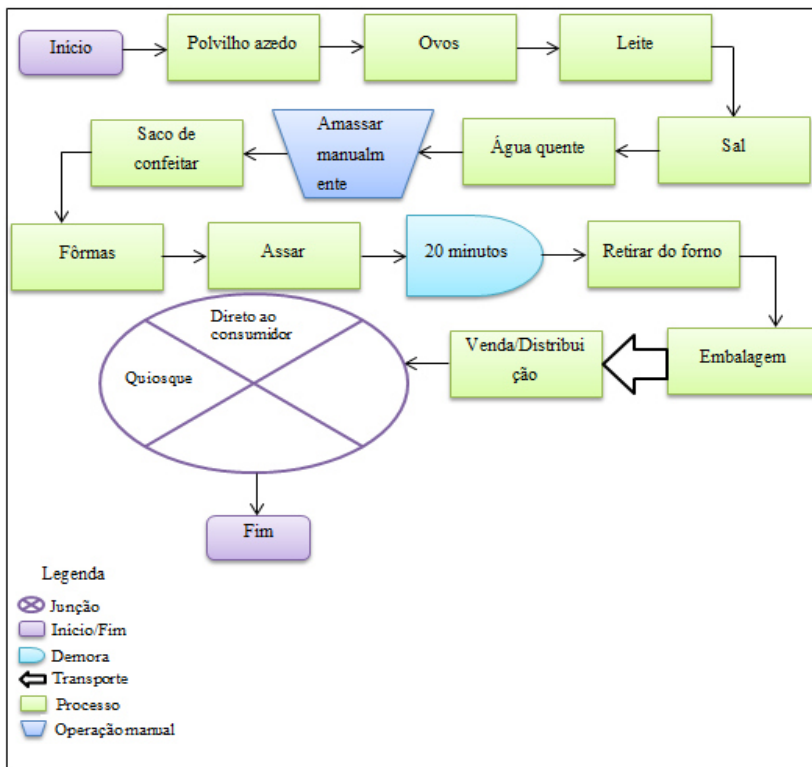 Início
Polvilho azedo
Ovos
Leite
Sal
Água quente
Amassar
manualm
ente
Saco de
confeitar
Fôrmas
Assar
20 minutos
Retirar do forno
Embalagem
Venda/Distribui
ção
Direto ao
consumidor
Quiosque
Fim
Legenda
Junção
Inicio/Fim
Demora
Transporte
Processo
Operação manual